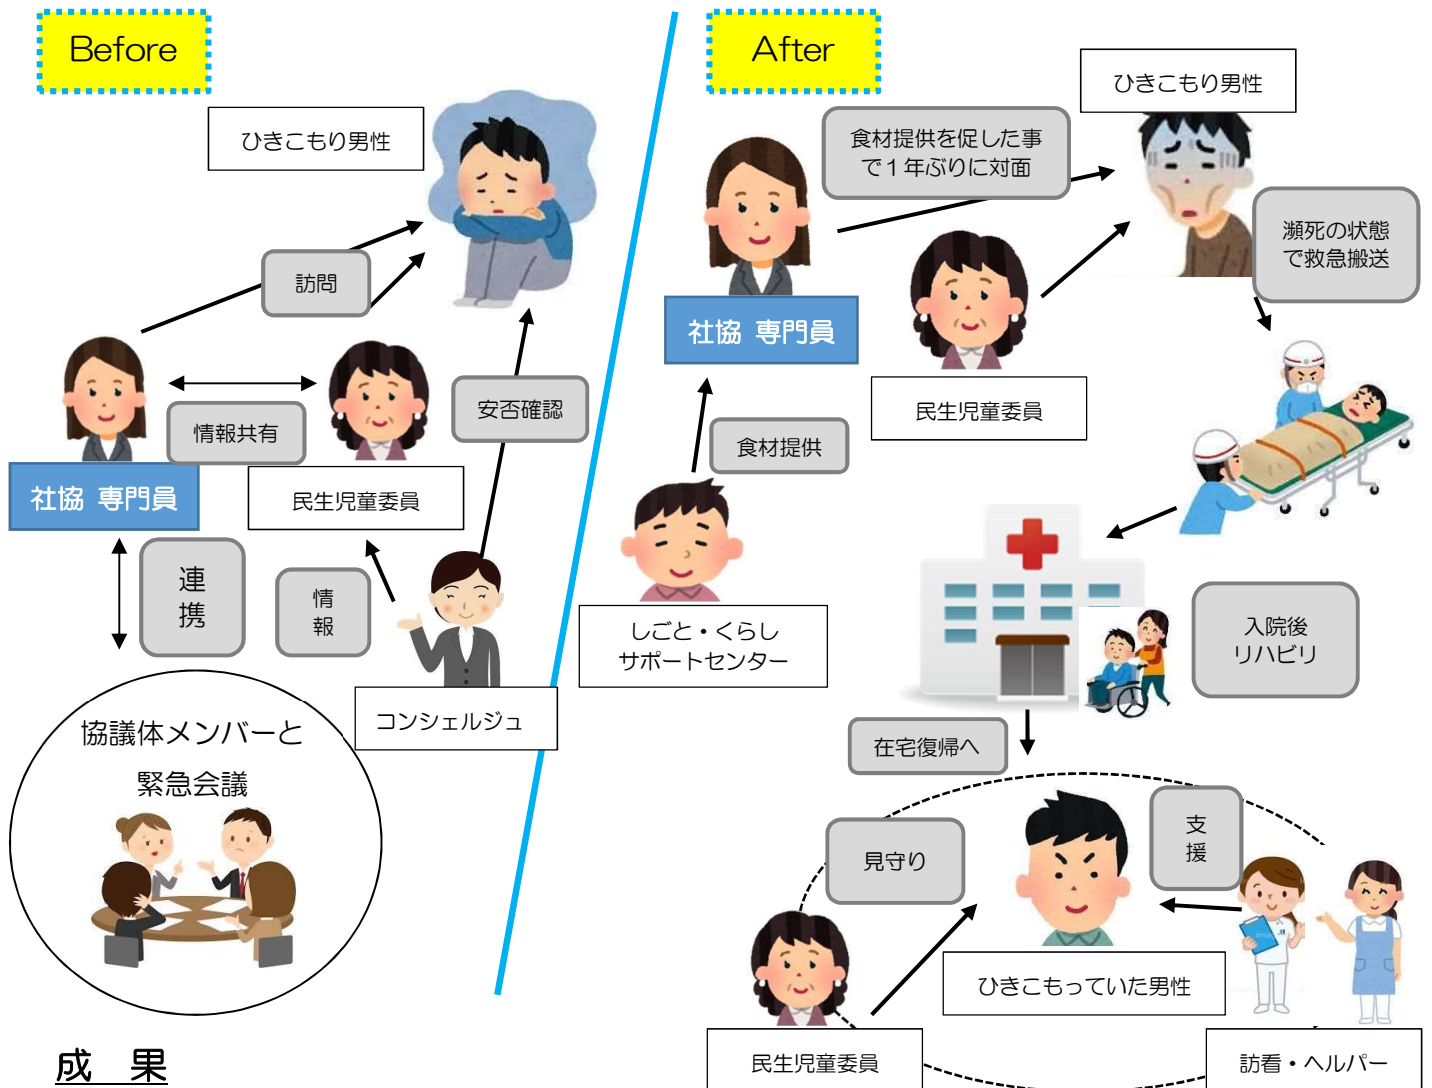 Before
ひきこもり男性
訪問
情報共有
安否確認
社協 専門員
民生児童委員
連
携
情
報
コンシェルジュ
協議体メンバーと
緊急会議
成 果
After
ひきこもり男性
食材提供を促した事
で１年ぶりに対面
瀕死の状態
で救急搬送
社協 専門員
民生児童委員
食材提供
しごと・くらし
サポートセンター
入院後
リハビリ
在宅復帰へ
見守り
支
援
ひきこもっていた男性
民生児童委員
訪看・ヘルパー